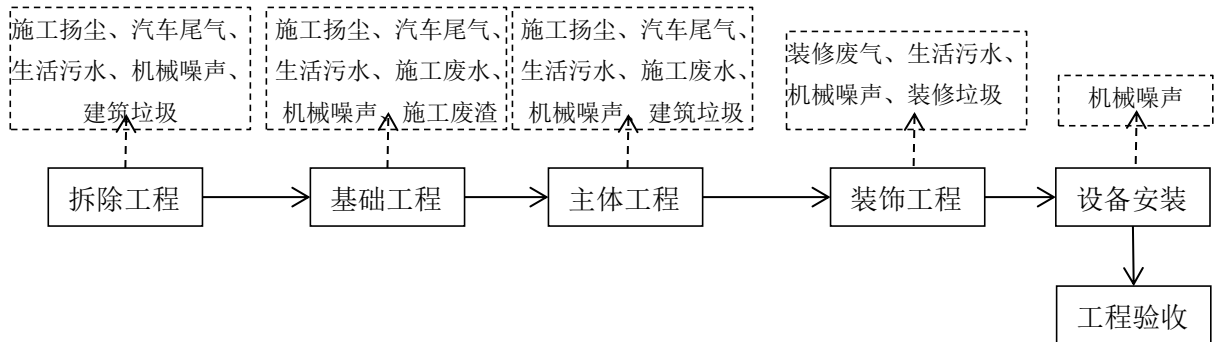 施工扬尘、汽车尾气、
生活污水、机械噪声、
建筑垃圾
施工扬尘、汽车尾气、
生活污水、施工废水、
机械噪声、施工废渣
施工扬尘、汽车尾气、
生活污水、施工废水、
机械噪声、建筑垃圾
装修废气、生活污水、
机械噪声、装修垃圾
机械噪声
拆除工程
基础工程
主体工程
装饰工程
设备安装
工程验收